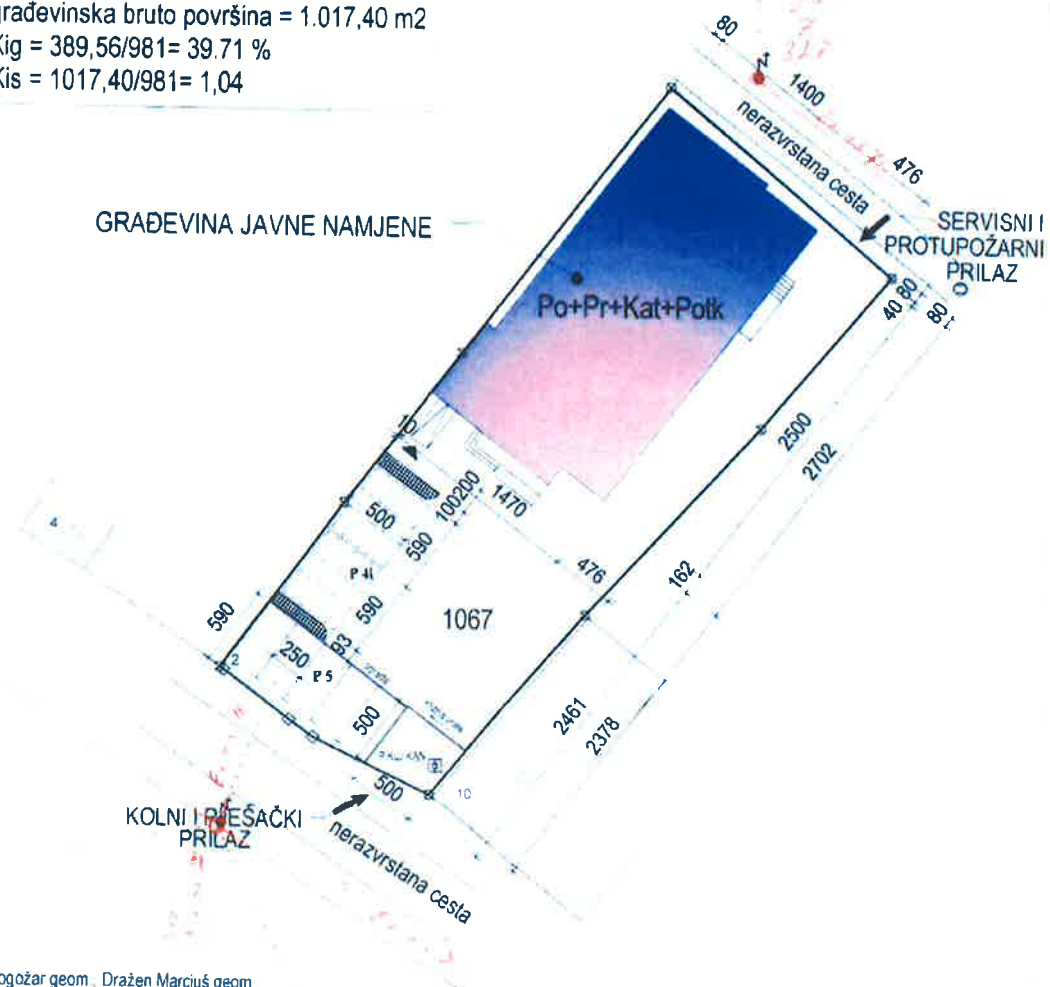 građevinska bruto površina = 1.017,40 m2
Kig = 389,56/981= 39.71 %
Kis = 1017,40/981= 1,04
80
1400
476
nerazvrstana cesta
GRAĐEVINA JAVNE NAMJENE
SERVISNI I
PROTUPOŽARNI
PRILAZ
Po+Pr+Kat+Potk
40
80
80
2500
2702
10
100200
1470
500
590
476
162
P 4
590
1067
590
93
2
250
P 5
500
2461
2378
500
10
KOLNI I PJEŠAČKI
PRILAZ
nerazvrstana cesta
geom. Dražen Marciuš geom